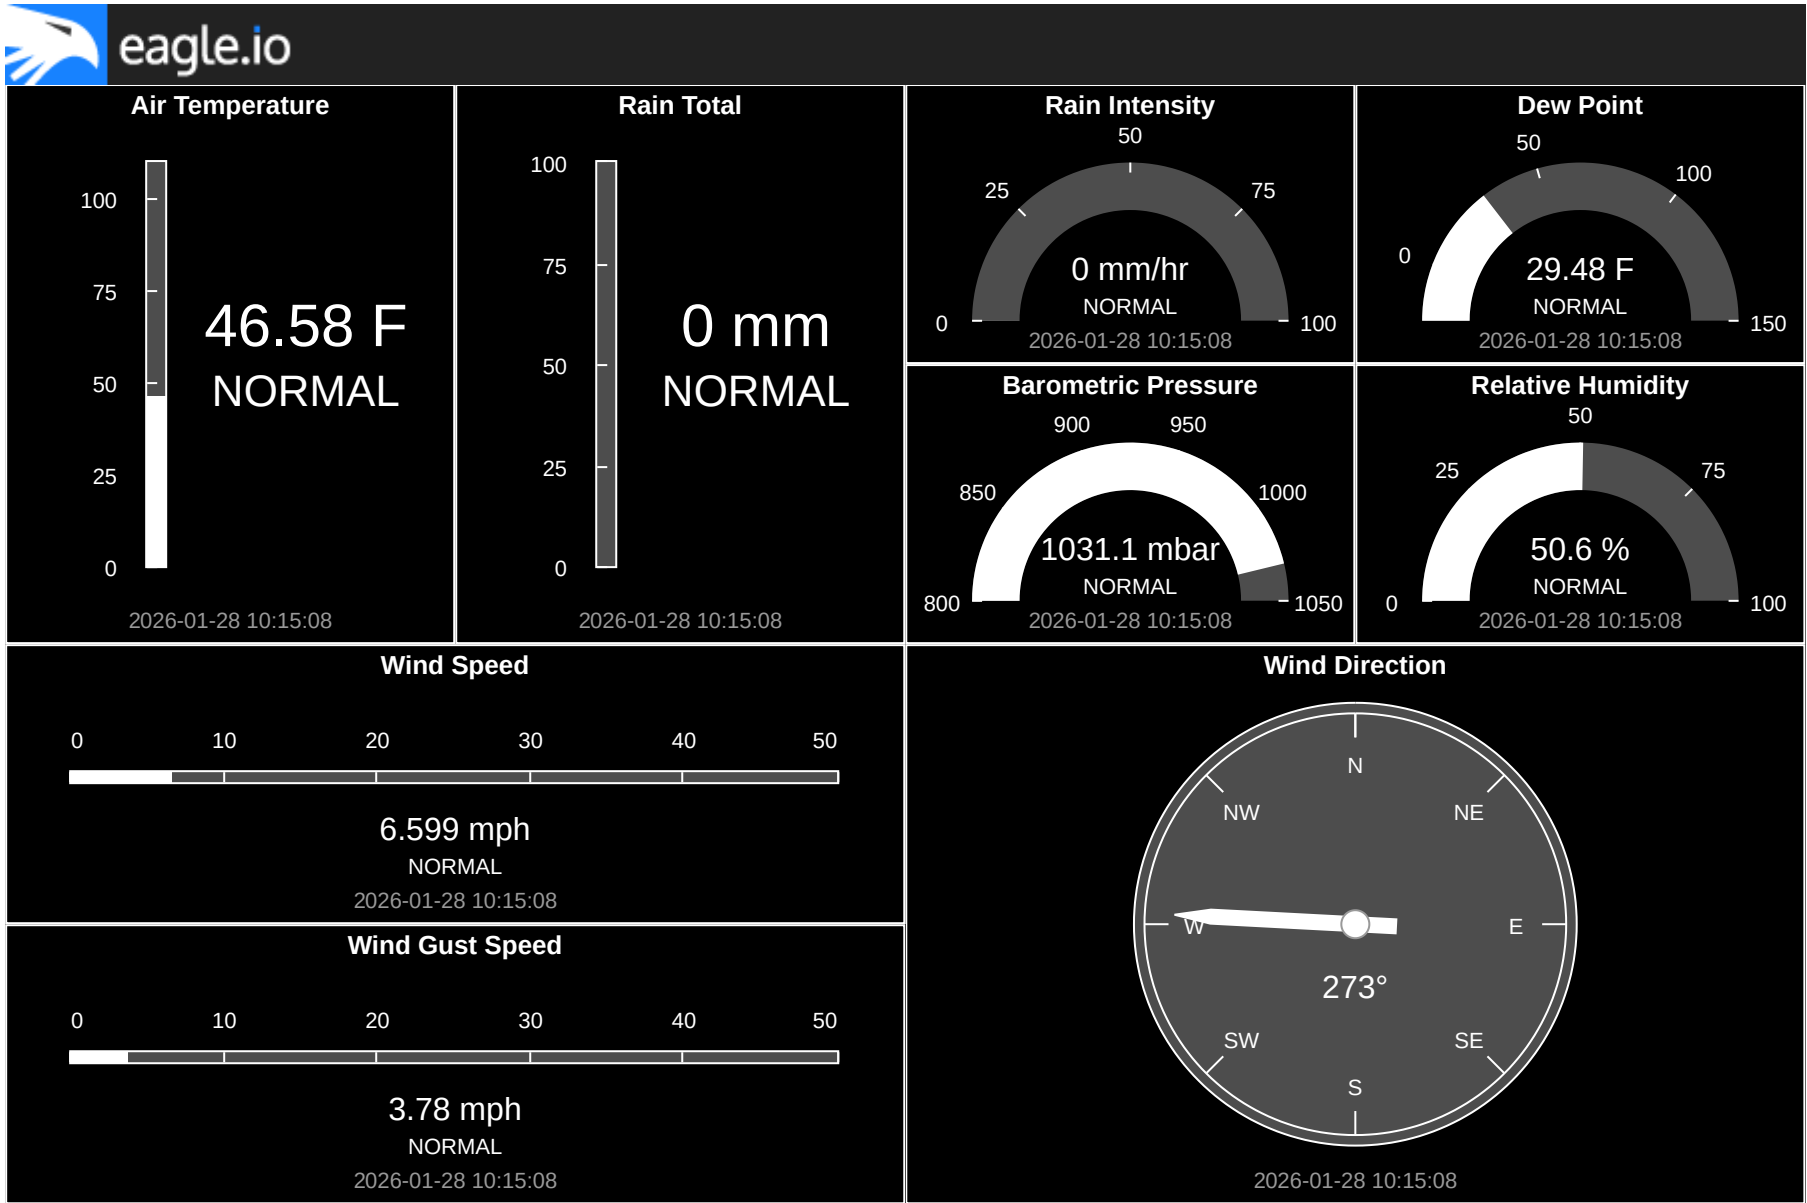 eagle.io
Air Temperature
100
75
50
25
0
46.58 F
NORMAL
2026-01-28 10:15:08
Rain Total
100
75
50
25
0
0 mm
NORMAL
2026-01-28 10:15:08
Rain Intensity
50
25
75
0
100
0 mm/hr
NORMAL
2026-01-28 10:15:08
Dew Point
50
100
0
150
29.48 F
NORMAL
2026-01-28 10:15:08
Barometric Pressure
900
950
850
1000
800
1050
1031.1 mbar
NORMAL
2026-01-28 10:15:08
Relative Humidity
50
25
75
0
100
50.6 %
NORMAL
2026-01-28 10:15:08
Wind Speed
0 10 20 30 40 50
6.599 mph
NORMAL
2026-01-28 10:15:08
Wind Gust Speed
0 10 20 30 40 50
3.78 mph
NORMAL
2026-01-28 10:15:08
Wind Direction
N
NW
NE
W
E
273°
SW
SE
S
2026-01-28 10:15:08